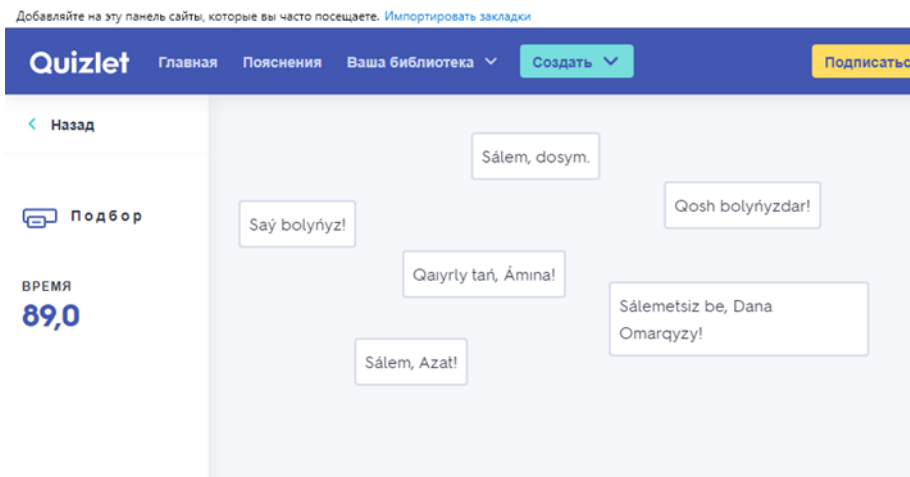 Добавляйте на эту панель сайты, которые вы часто посещаете. Импортировать закладки
Quizlet Главная Пояснения Ваша библиотека Создать Подписатьс
Назад
Sálem, dosym.
Qosh bolyńyzdar!
Подбор
Saý bolyńyz!
Qaıyrly tań, Ámına!
ВРЕМЯ
89,0
Sálemetsiz be, Dana
Omarqyzy!
Sálem, Azat!